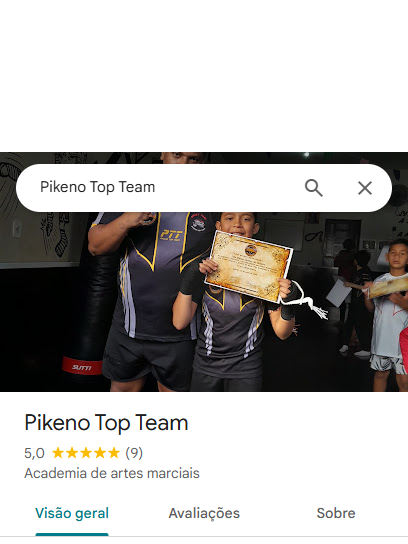 Pikeno Top Team
PTT
SUTTI
Pikeno Top Team
5,0 ★★★★★ (9)
Academia de artes marciais
Visão geral
Avaliações
Sobre